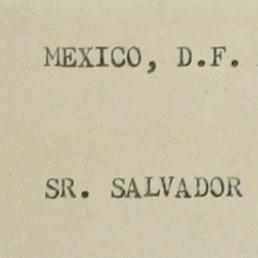 MEXICO, D.F.
SR. SALVADOR